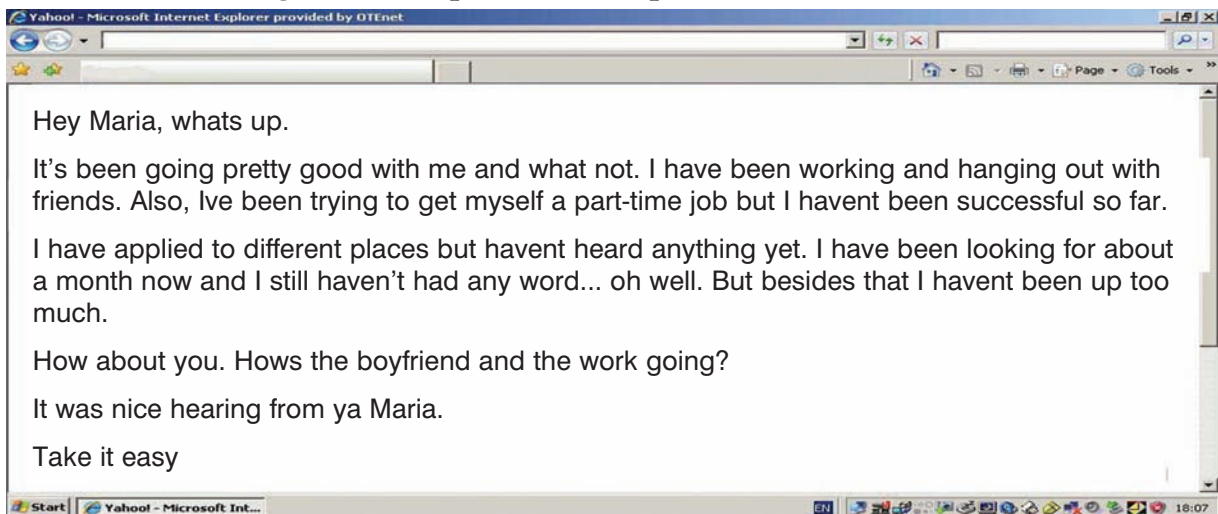 Yahoo! - Microsoft Internet Explorer provided by OTEnet
Page Tools
Hey Maria, whats up.
It's been going pretty good with me and what not. I have been working and hanging out with
friends. Also, Ive been trying to get myself a part-time job but I havent been successful so far.
I have applied to different places but havent heard anything yet. I have been looking for about
a month now and I still haven't had any word... oh well. But besides that I havent been up too
much.
How about you. Hows the boyfriend and the work going?
It was nice hearing from ya Maria.
Take it easy
Start Yahoo! - Microsoft Int... EN 18:07